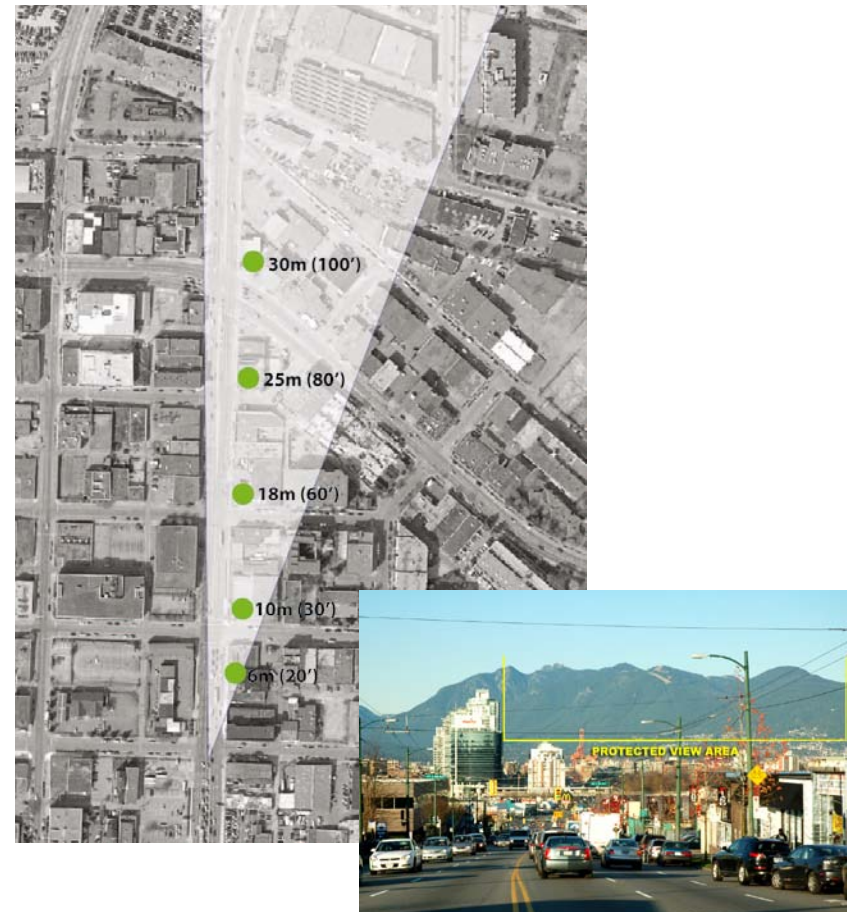 30m (100')
25m (80')
18m (60')
10m (30')
6m (20')
PROTECTED VIEW AREA